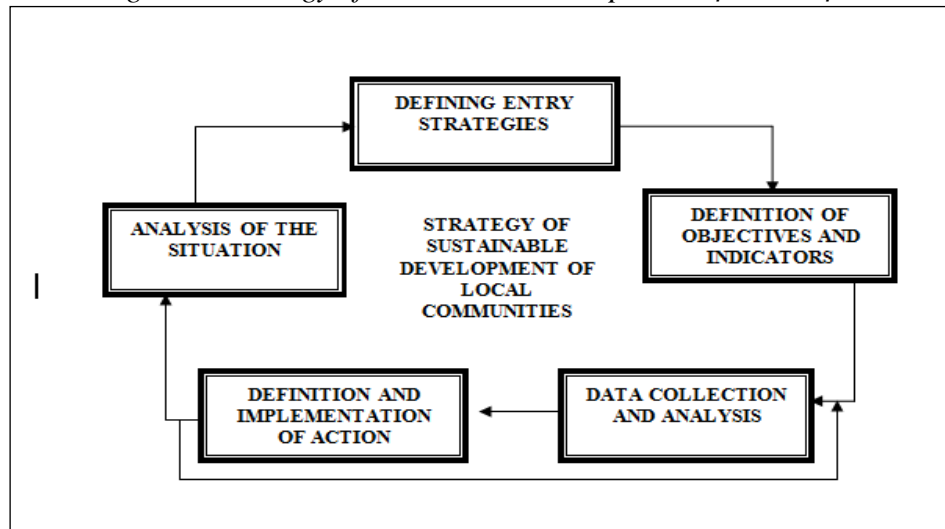 DEFINING ENTRY
STRATEGIES
ANALYSIS OF THE
SITUATION
STRATEGY OF
SUSTAINABLE
DEVELOPMENT OF
LOCAL
COMMUNITIES
DEFINITION OF
OBJECTIVES AND
INDICATORS
DEFINITION AND
IMPLEMENTATION
OF ACTION
DATA COLLECTION
AND ANALYSIS